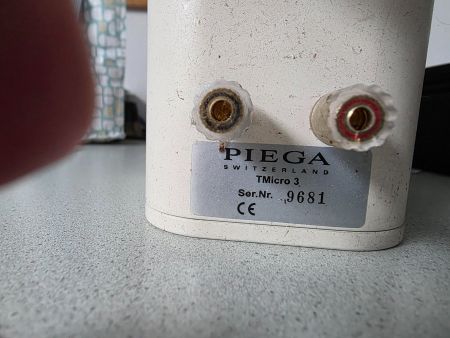 PIEGA
SWITZERLAND
TMicro 3
Ser.Nr. 9681
CE